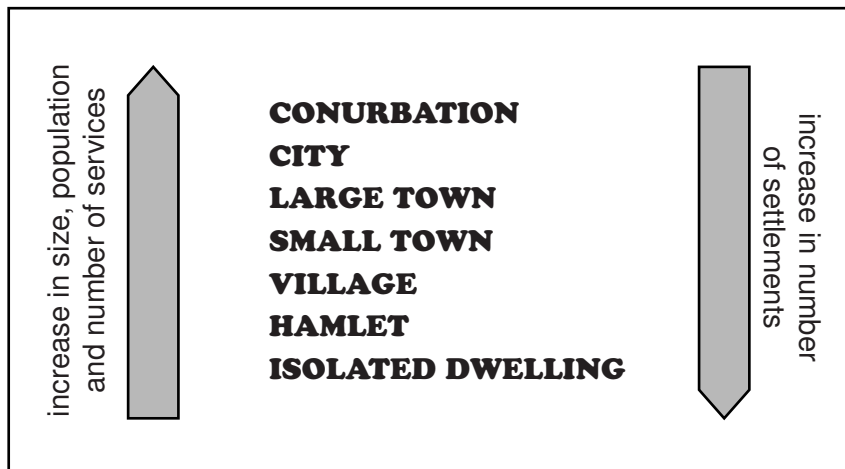 increase in size, population
and number of services
CONURBATION
CITY
LARGE TOWN
SMALL TOWN
VILLAGE
HAMLET
ISOLATED DWELLING
increase in number
of settlements